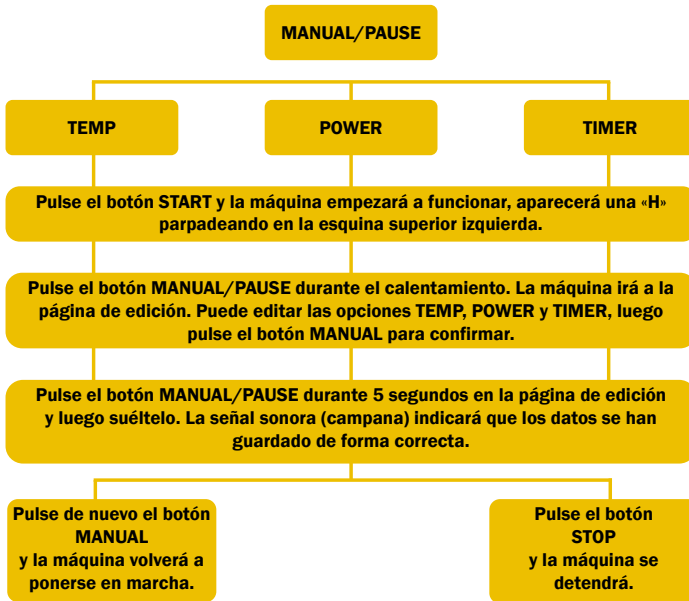 MANUAL/PAUSE
TEMP
POWER
TIMER
Pulse el botón START y la máquina empezará a funcionar, aparecerá una «H»
parpadeando en la esquina superior izquierda.
Pulse el botón MANUAL/PAUSE durante el calentamiento. La máquina irá a la
página de edición. Puede editar las opciones TEMP, POWER y TIMER, luego
pulse el botón MANUAL para confirmar.
Pulse el botón MANUAL/PAUSE durante 5 segundos en la página de edición
y luego suéltelo. La señal sonora (campana) indicará que los datos se han
guardado de forma correcta.
Pulse de nuevo el botón
MANUAL
y la máquina volverá a
ponerse en marcha.
Pulse el botón
STOP
y la máquina se
detendrá.